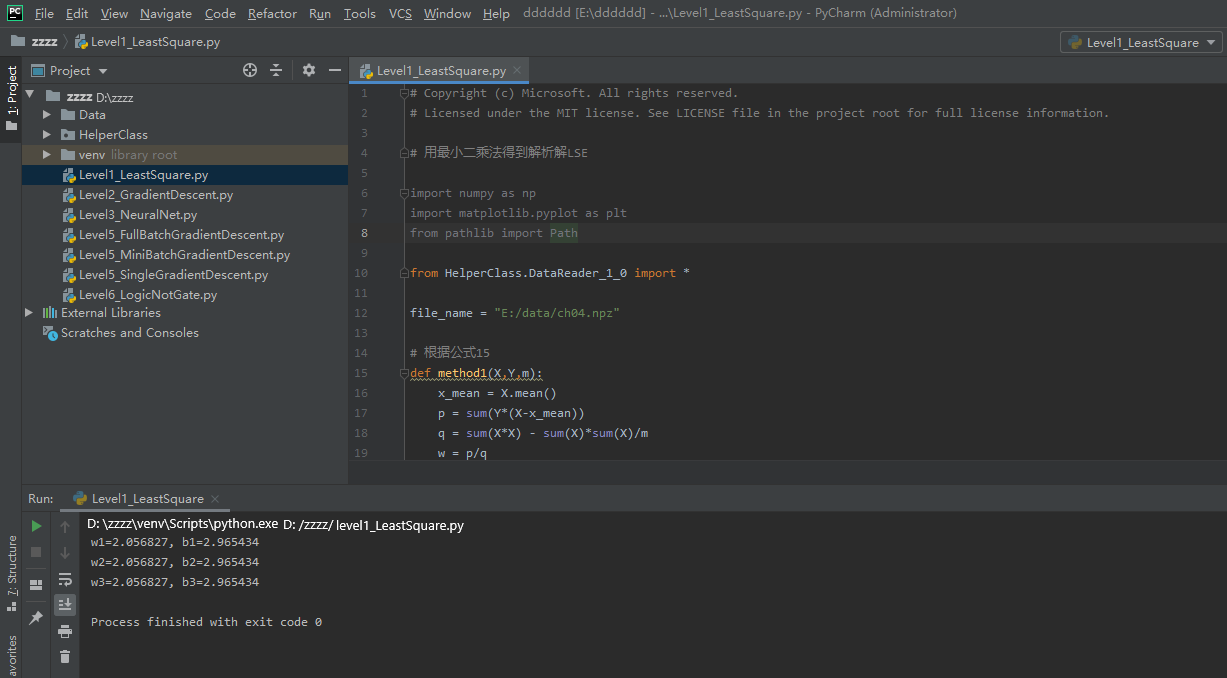 PC File Edit View Navigate Code Refactor Run Tools VCS Window Help dddddd [E:\dddddd] - ...\Level1_LeastSquare.py - PyCharm (Administrator)
zzzz Level1_LeastSquare.py Level1_LeastSquare
1: Project
Project
zzzz D:\zzzz
Data
HelperClass
venv library root
Level1_LeastSquare.py
Level2_GradientDescent.py
Level3_NeuralNet.py
Level5_FullBatchGradientDescent.py
Level5_MiniBatchGradientDescent.py
Level5_SingleGradientDescent.py
Level6_LogicNotGate.py
External Libraries
Scratches and Consoles
Level1_LeastSquare.py
1 # Copyright (c) Microsoft. All rights reserved.
2 # Licensed under the MIT license. See LICENSE file in the project root for full license information.
3
4 # 用最小二乘法得到解析解LSE
5
6 import numpy as np
7 import matplotlib.pyplot as plt
8 from pathlib import Path
9
10 from HelperClass.DataReader_1_0 import *
11
12 file_name = "E:/data/ch04.npz"
13
14 # 根据公式15
15 def method1(X,Y,m):
16 x_mean = X.mean()
17 p = sum(Y*(X-x_mean))
18 q = sum(X*X) - sum(X)*sum(X)/m
19 w = p/q
Run: Level1_LeastSquare
D: \zzzz\venv\Scripts\python.exe D: /zzzz/ level1_LeastSquare.py
w1=2.056827, b1=2.965434
w2=2.056827, b2=2.965434
w3=2.056827, b3=2.965434
Process finished with exit code 0
7: Structure
avorites